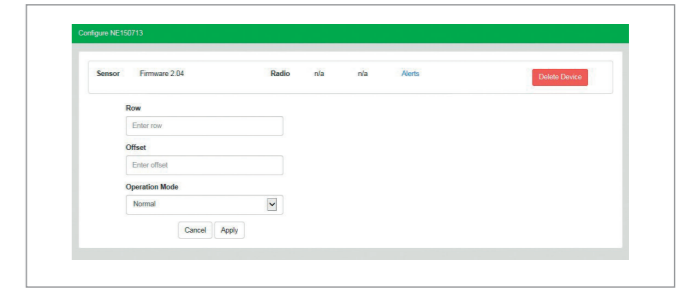 Configure NE150713
Sensor Firmware 2.04 Radio n/a n/a Alerts Delete Device
Row
Enter row
Offset
Enter offset
Operation Mode
Normal
Cancel Apply